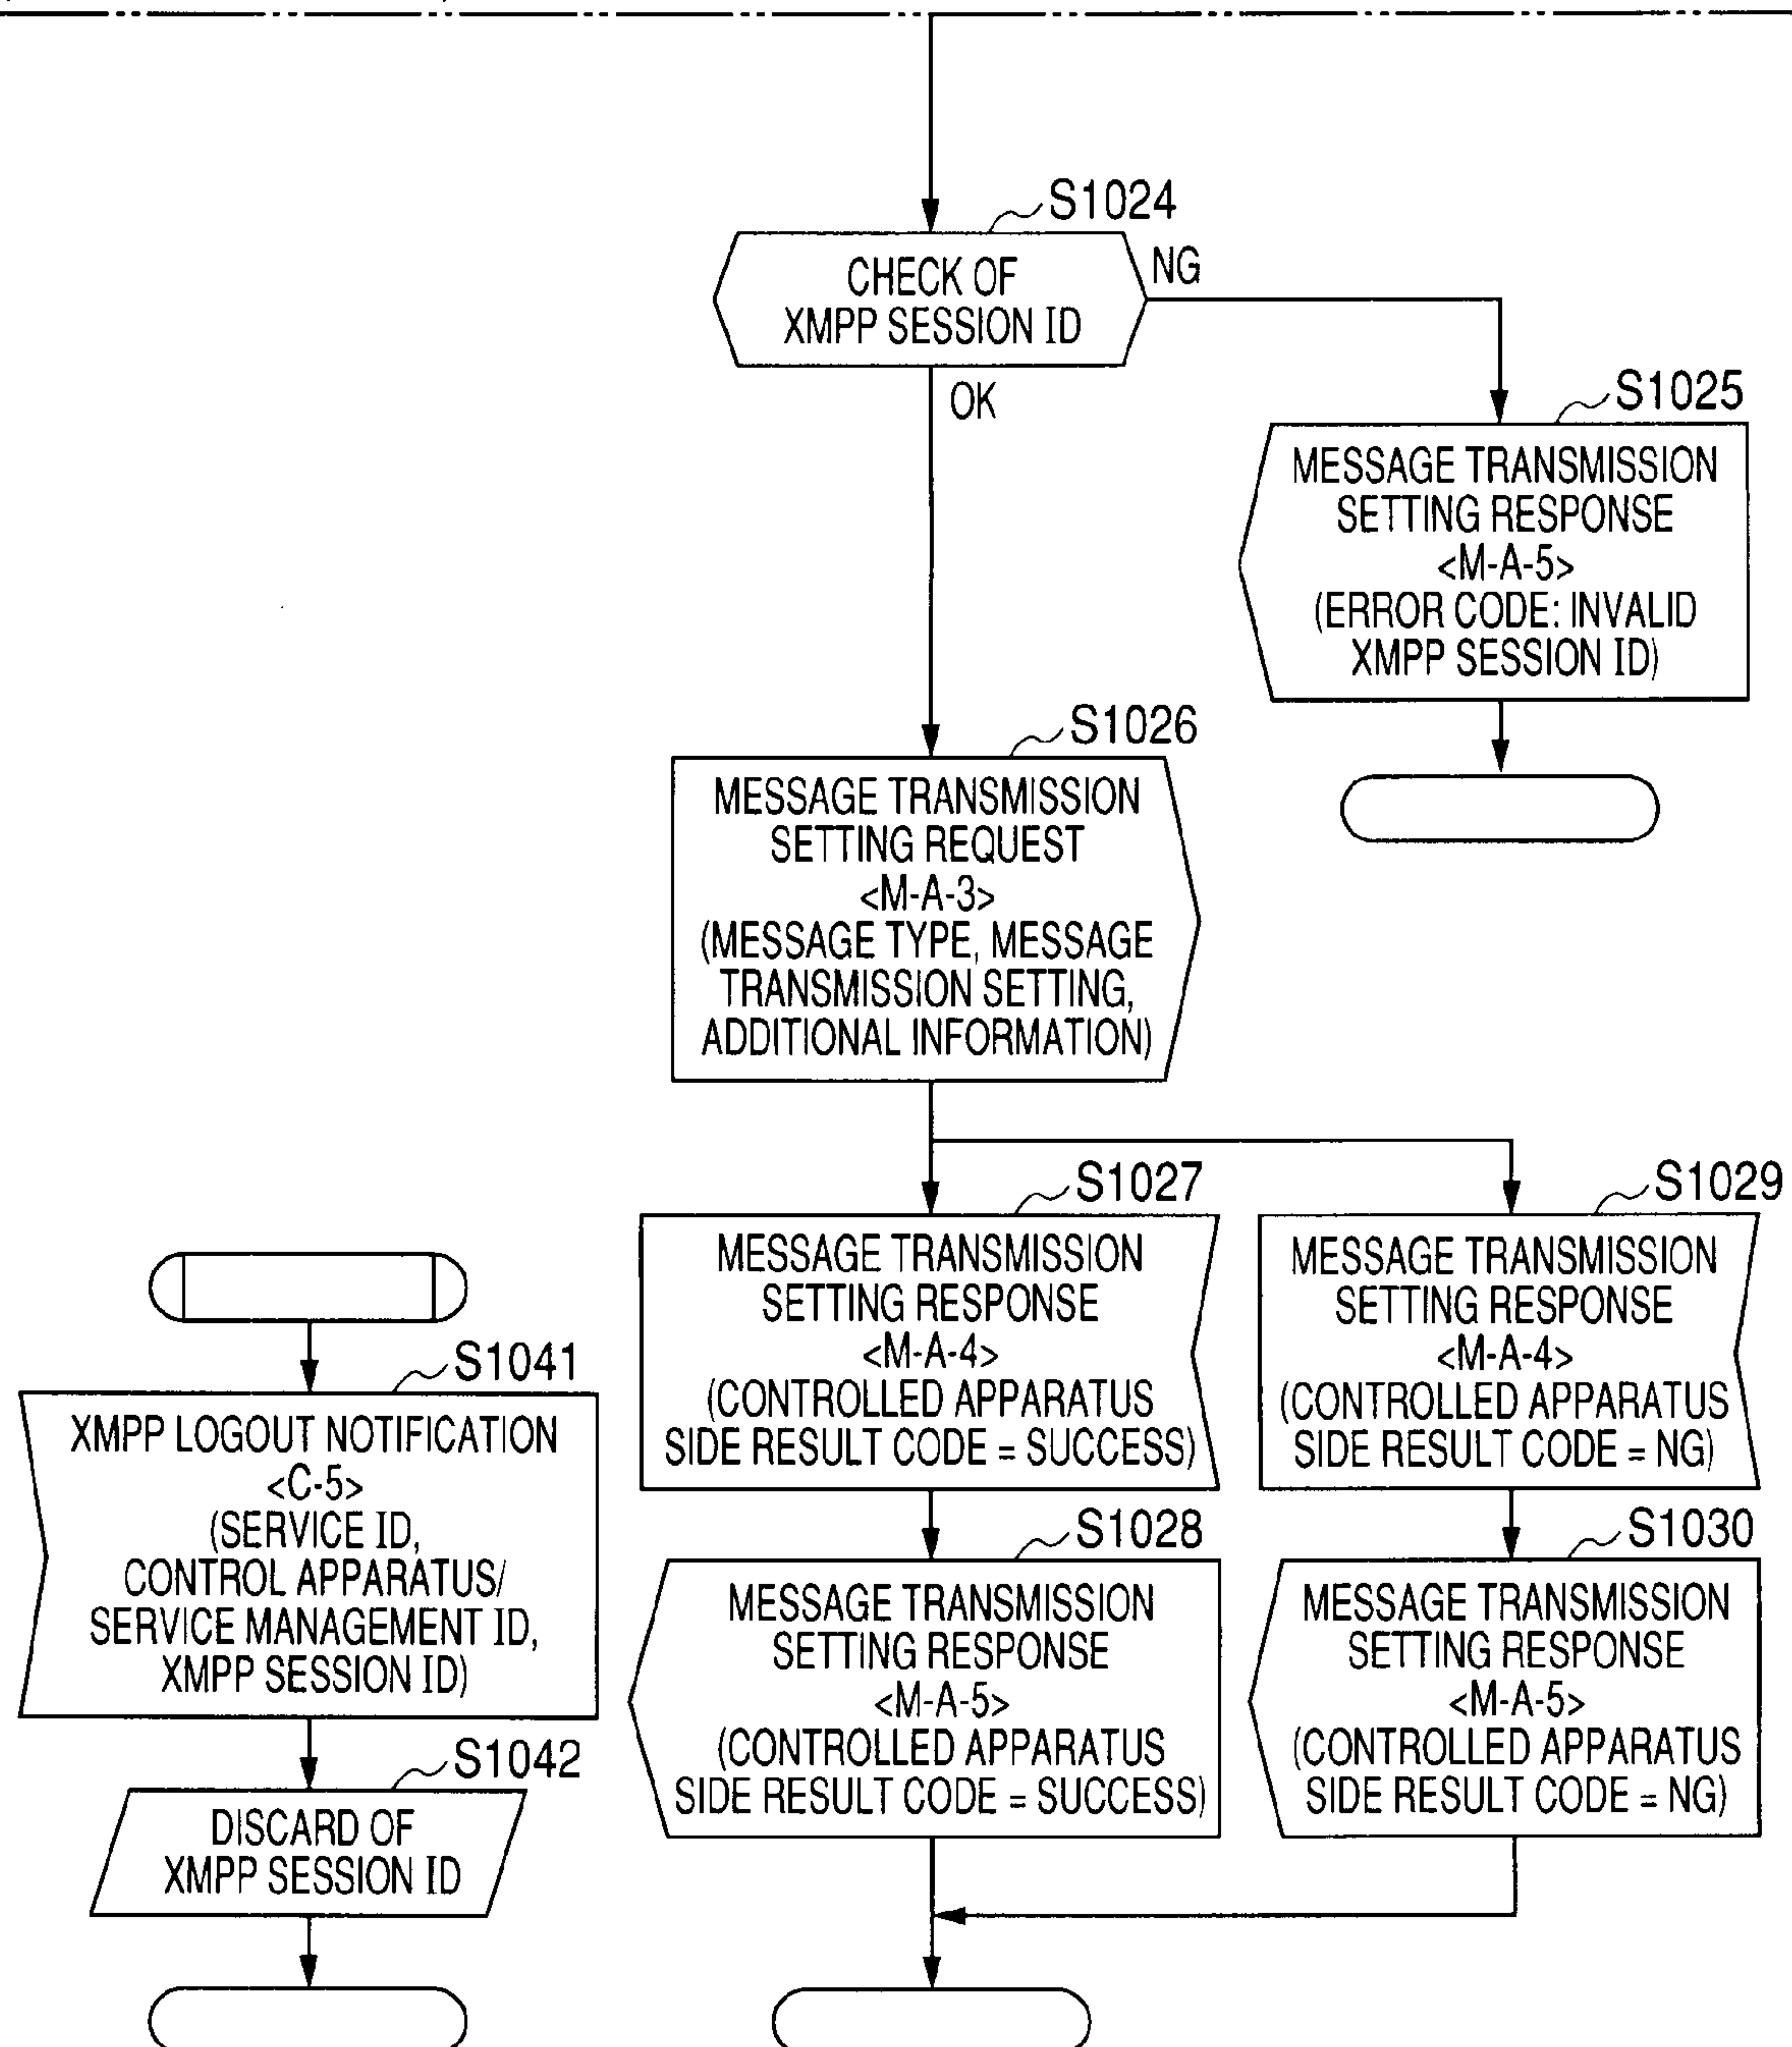 S1024
CHECK OF
XMPP SESSION ID
NG
OK
S1025
MESSAGE TRANSMISSION
SETTING RESPONSE
<M-A-5>
(ERROR CODE: INVALID
XMPP SESSION ID)
S1026
MESSAGE TRANSMISSION
SETTING REQUEST
<M-A-3>
(MESSAGE TYPE, MESSAGE
TRANSMISSION SETTING,
ADDITIONAL INFORMATION)
S1027
MESSAGE TRANSMISSION
SETTING RESPONSE
<M-A-4>
(CONTROLLED APPARATUS
SIDE RESULT CODE = SUCCESS)
S1029
MESSAGE TRANSMISSION
SETTING RESPONSE
<M-A-4>
(CONTROLLED APPARATUS
SIDE RESULT CODE = NG)
S1041
XMPP LOGOUT NOTIFICATION
<C-5>
(SERVICE ID,
CONTROL APPARATUS/
SERVICE MANAGEMENT ID,
XMPP SESSION ID)
S1028
MESSAGE TRANSMISSION
SETTING RESPONSE
<M-A-5>
(CONTROLLED APPARATUS
SIDE RESULT CODE = SUCCESS)
S1030
MESSAGE TRANSMISSION
SETTING RESPONSE
<M-A-5>
(CONTROLLED APPARATUS
SIDE RESULT CODE = NG)
S1042
DISCARD OF
XMPP SESSION ID